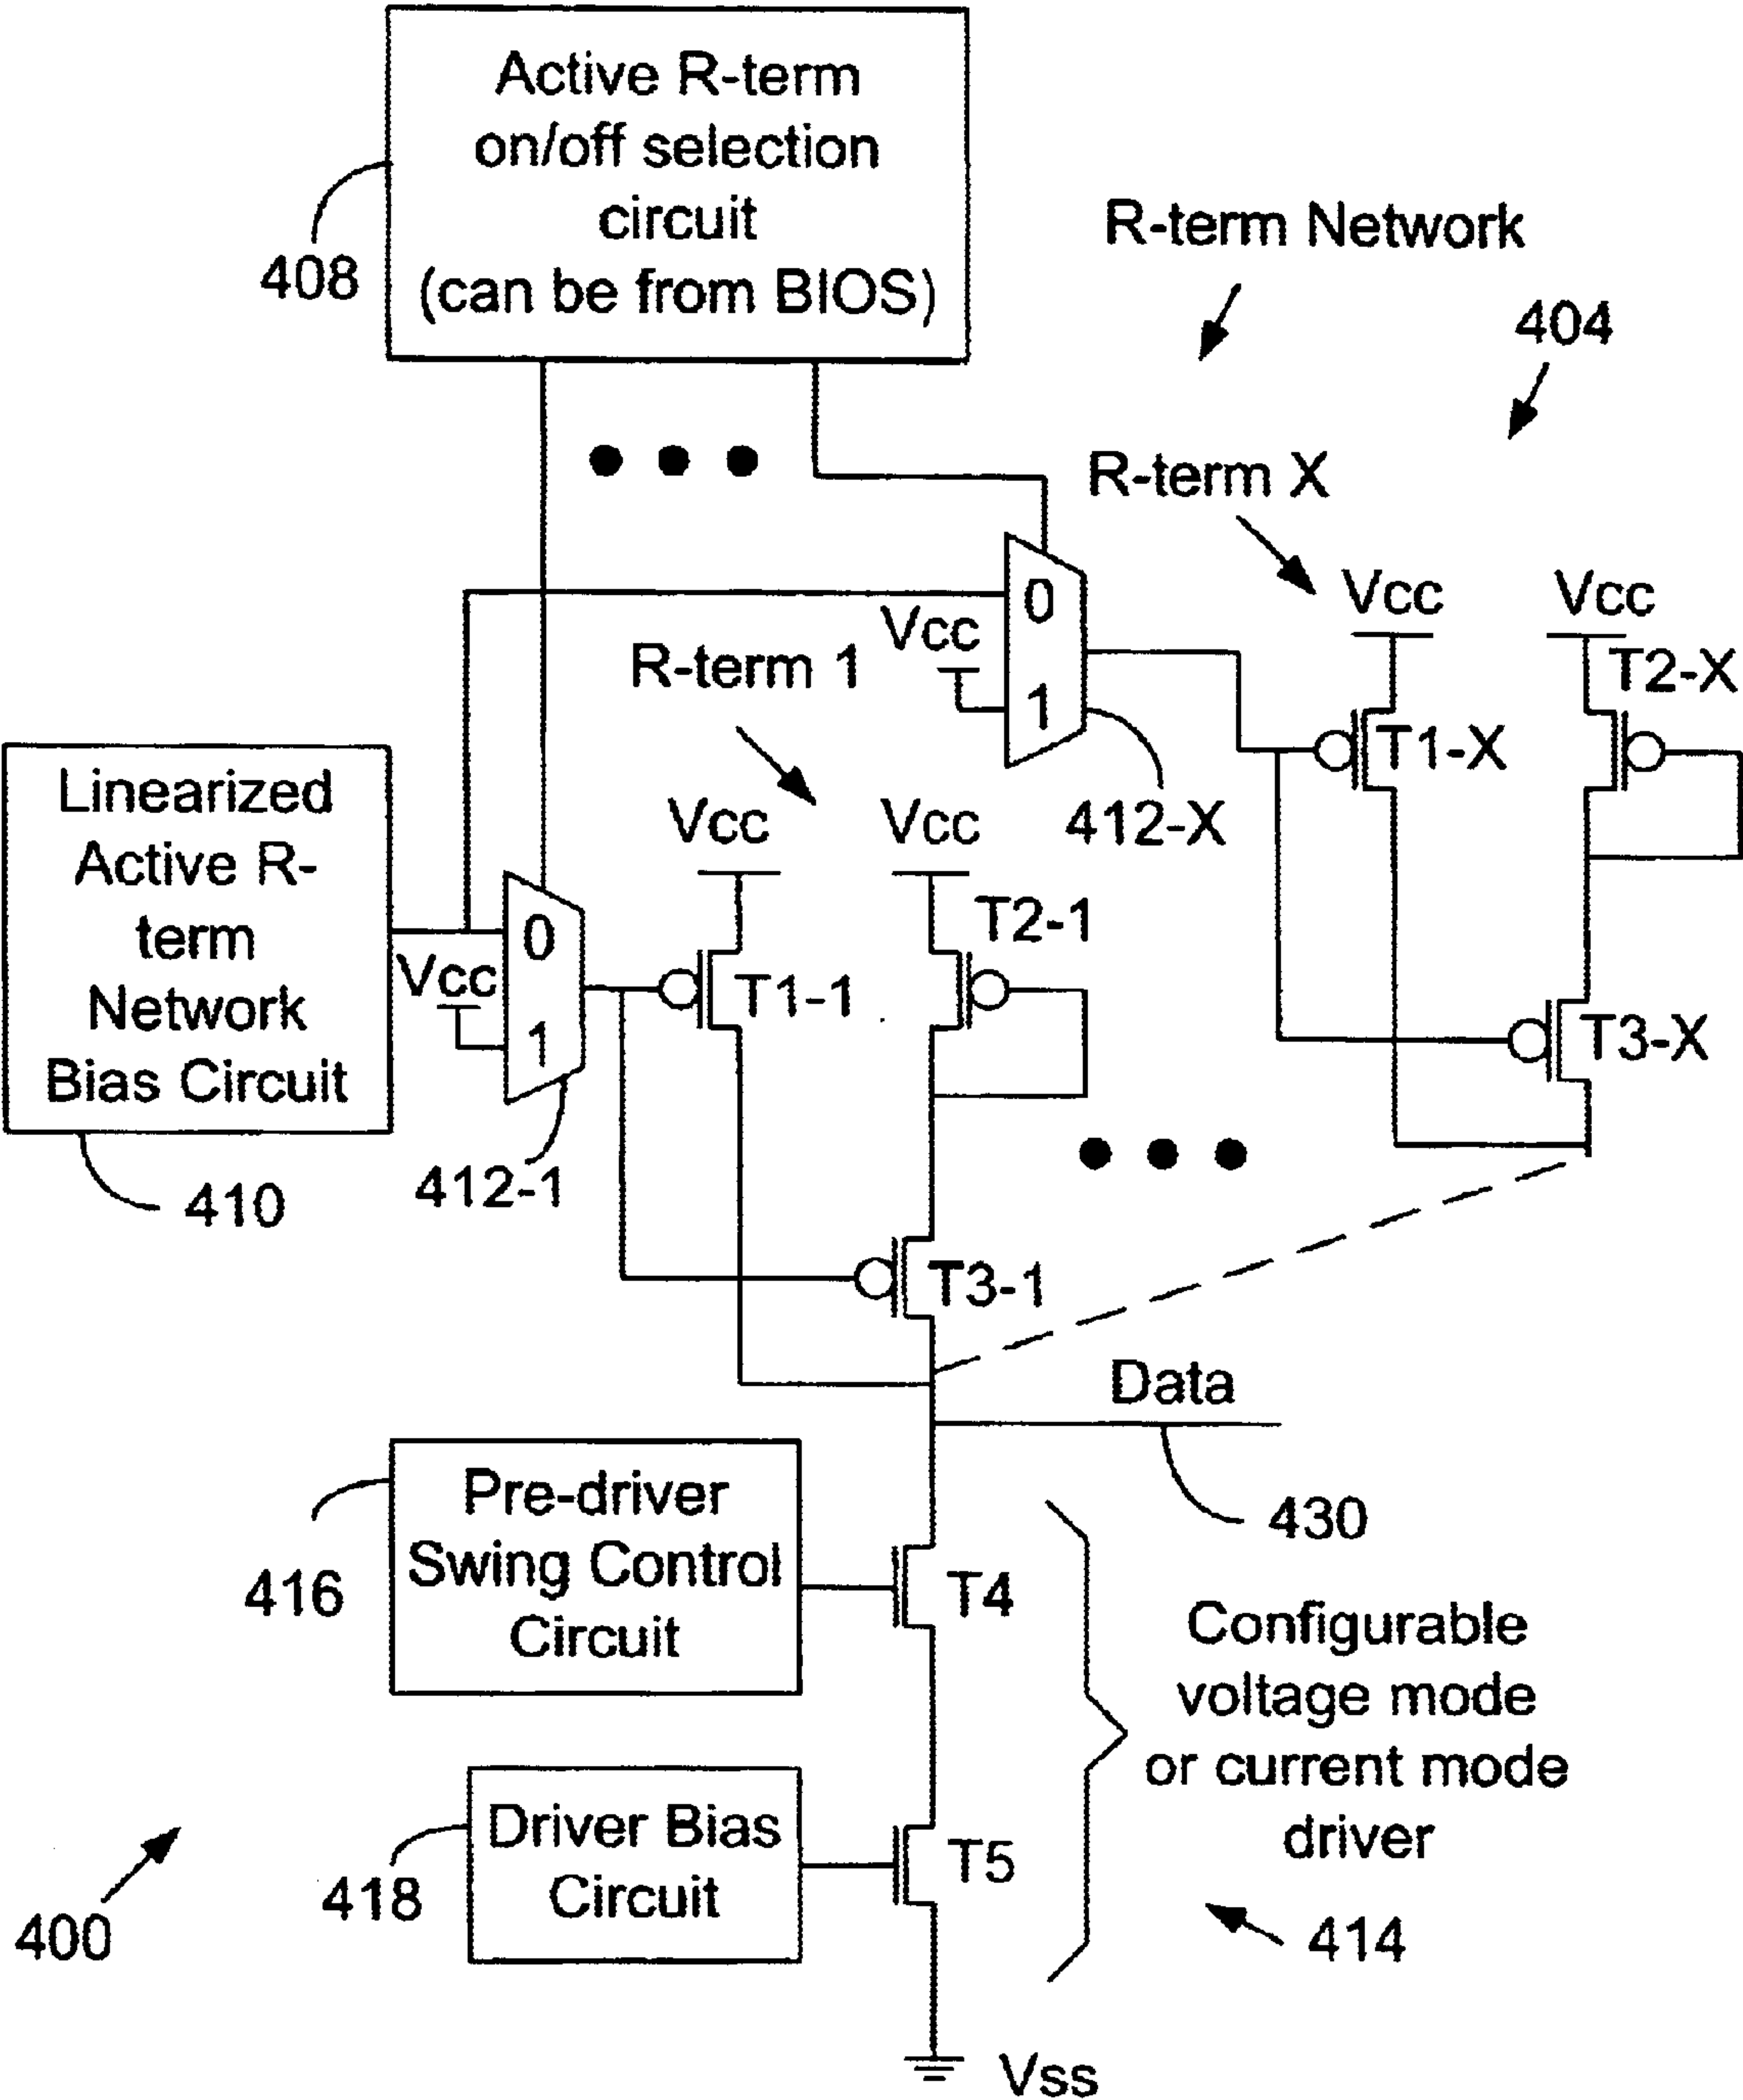 Active R-term
on/off selection
circuit
(can be from BIOS)
408
R-term Network
404
R-term X
Vcc
Vcc
T2-X
0
Vcc
1
T1-X
412-X
R-term 1
Linearized
Active R-
term
Network
Bias Circuit
410
Vcc
Vcc
T2-1
0
Vcc
1
T1-1
412-1
T3-X
T3-1
Data
430
Pre-driver
Swing Control
Circuit
416
T4
Configurable
voltage mode
or current mode
driver
414
Driver Bias
Circuit
418
T5
400
Vss